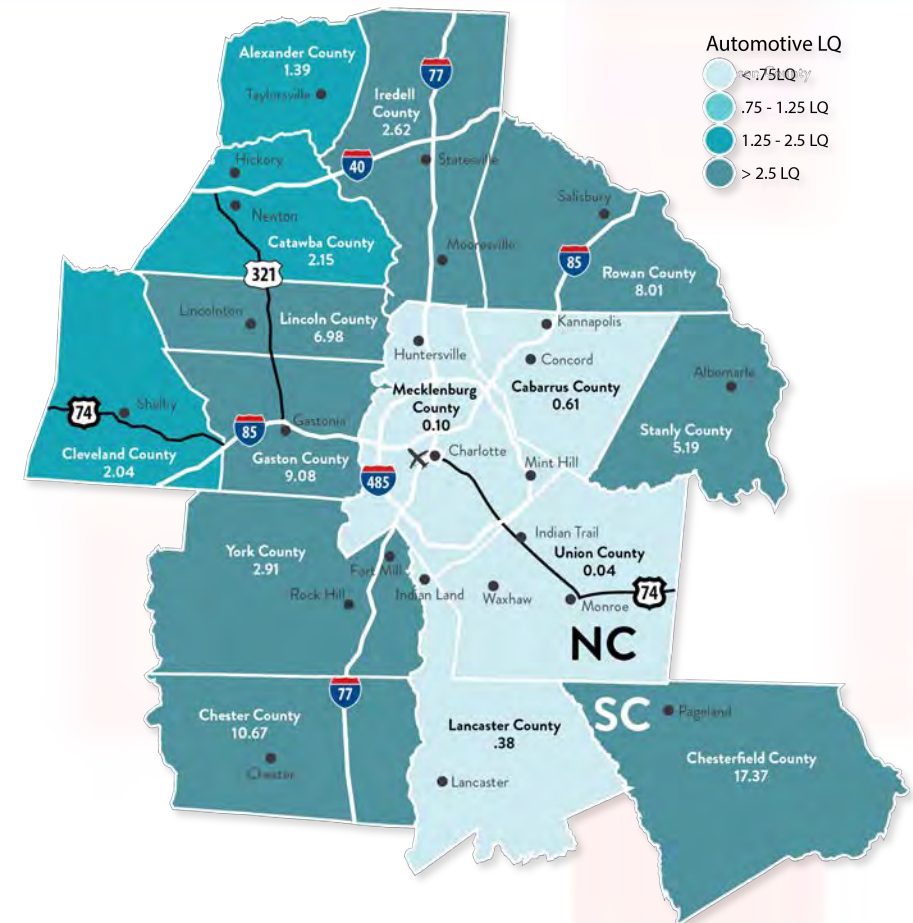 Automotive LQ
< .75LQ
.75 - 1.25 LQ
1.25 - 2.5 LQ
> 2.5 LQ
Alexander County
1.39
Taylorsville
77
Iredell
County
2.62
Hickory
40
Statesville
Newton
Salisbury
Catawba County
2.15
Mooresville
85
Rowan County
8.01
321
Lincolnton
Lincoln County
6.98
Kannapolis
Huntersville
Concord
Albemarle
Mecklenburg
County
0.10
Cabarrus County
0.61
74
Shelby
85
Gastonia
Stanly County
5.19
Cleveland County
2.04
Gaston County
9.08
Charlotte
Mint Hill
485
Indian Trail
York County
2.91
Union County
0.04
Fort Mill
Rock Hill
Indian Land
Waxhaw
74
Monroe
NC
77
SC
Pageland
Chester County
10.67
Lancaster County
.38
Chesterfield County
17.37
Chester
Lancaster